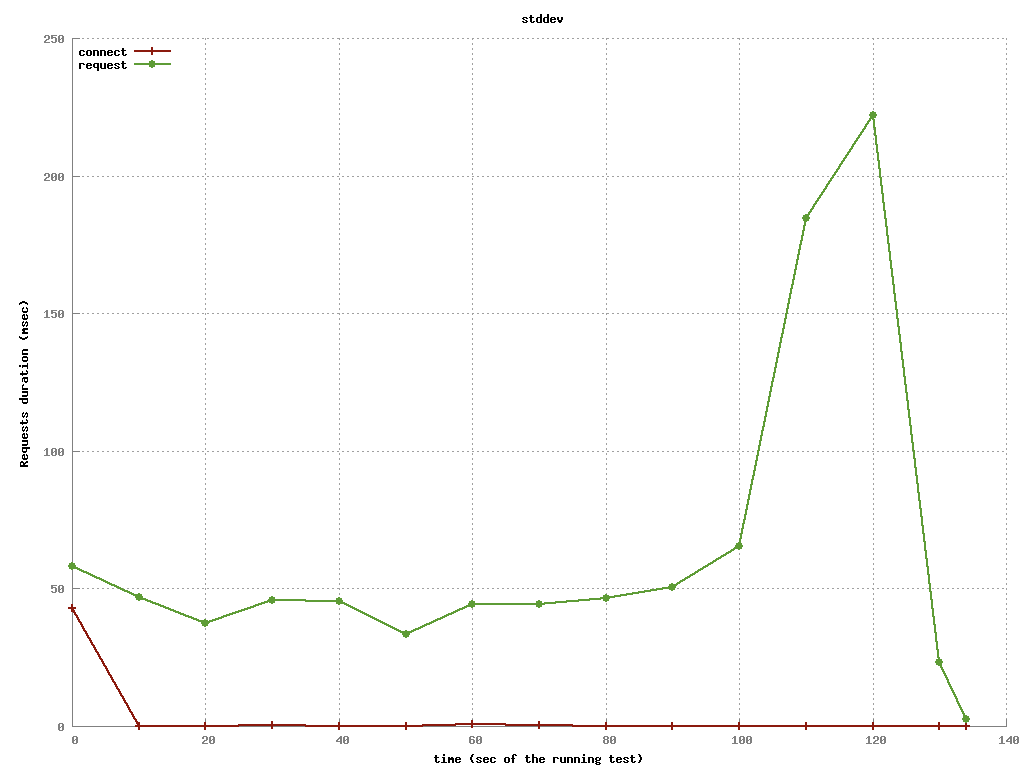 stddev
250
connect
request
200
150
Requests duration (msec)
100
50
0
0 20 40 60 80 100 120 140
time (sec of the running test)